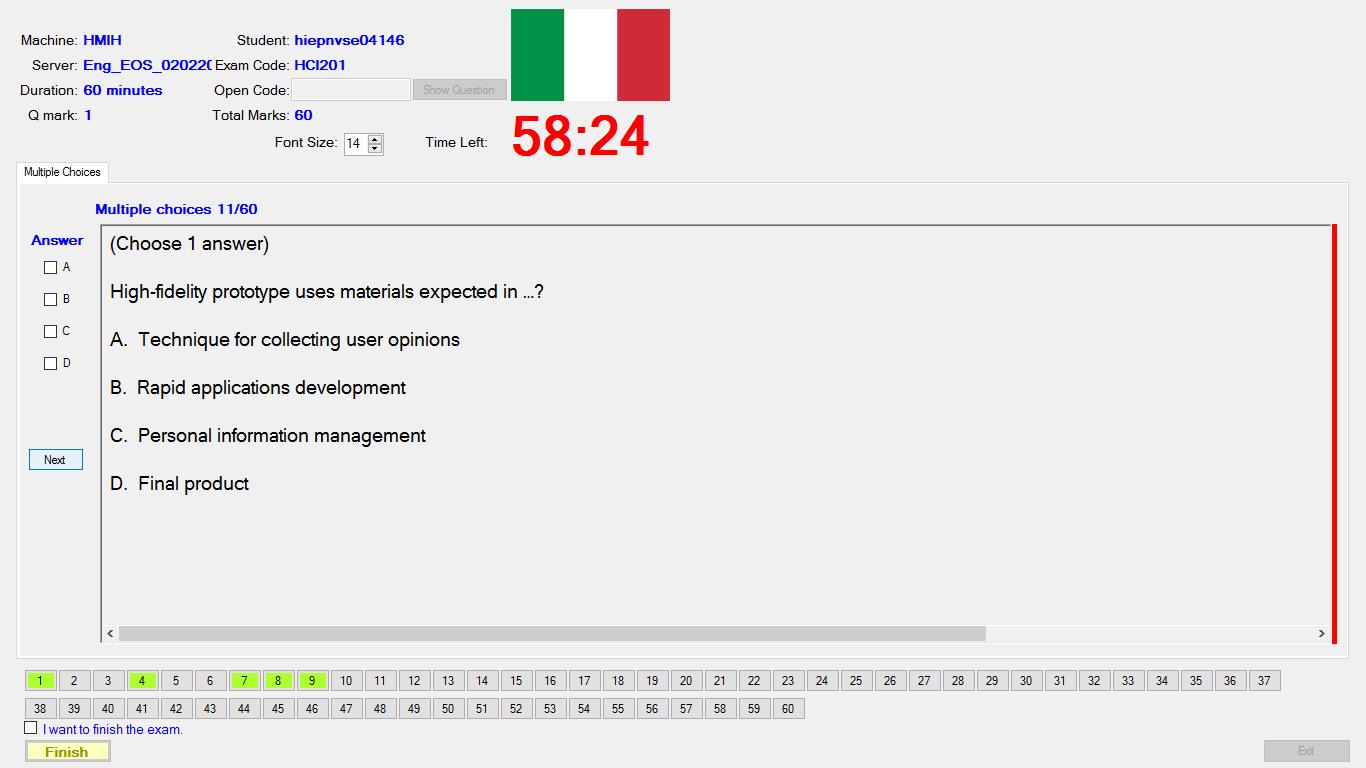 Machine: HMIH Student: hiepnvse04146
Server: Eng_EOS_02022 Exam Code: HCI201
Duration: 60 minutes Open Code: Show Question
Q mark: 1 Total Marks: 60
Font Size: 14 Time Left: 58:24
Multiple Choices
Multiple choices 11/60
Answer
(Choose 1 answer)
A
High-fidelity prototype uses materials expected in ...?
B
C
A. Technique for collecting user opinions
D
B. Rapid applications development
C. Personal information management
Next
D. Final product
1 2 3 4 5 6 7 8 9 10 11 12 13 14 15 16 17 18 19 20 21 22 23 24 25 26 27 28 29 30 31 32 33 34 35 36 37
38 39 40 41 42 43 44 45 46 47 48 49 50 51 52 53 54 55 56 57 58 59 60
I want to finish the exam.
Finish Exit